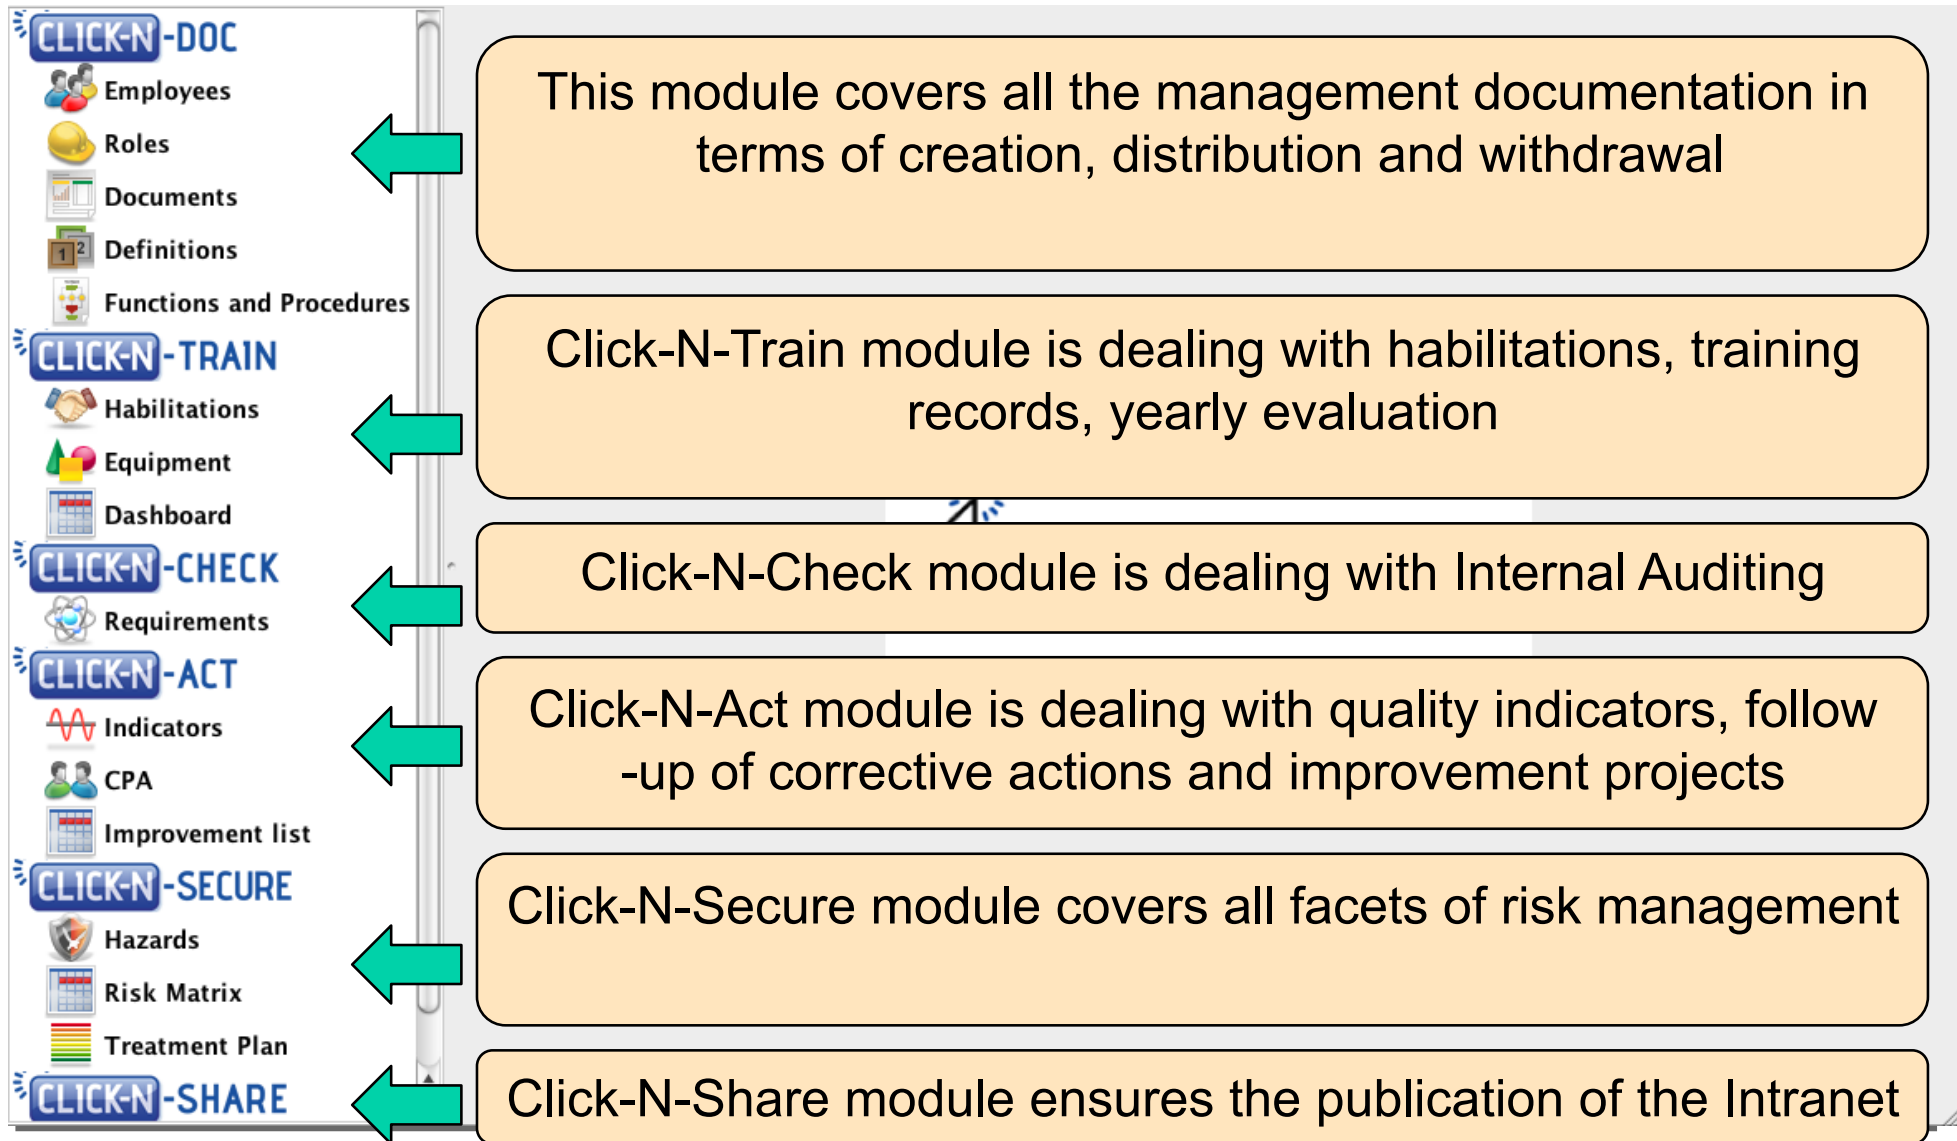 CLICK-N-DOC
Employees
Roles
Documents
Definitions
Functions and Procedures
CLICK-N-TRAIN
Habilitations
Equipment
Dashboard
CLICK-N-CHECK
Requirements
CLICK-N-ACT
Indicators
CPA
Improvement list
CLICK-N-SECURE
Hazards
Risk Matrix
Treatment Plan
CLICK-N-SHARE
This module covers all the management documentation in
terms of creation, distribution and withdrawal
Click-N-Train module is dealing with habilitations, training
records, yearly evaluation
Click-N-Check module is dealing with Internal Auditing
Click-N-Act module is dealing with quality indicators, follow
-up of corrective actions and improvement projects
Click-N-Secure module covers all facets of risk management
Click-N-Share module ensures the publication of the Intranet